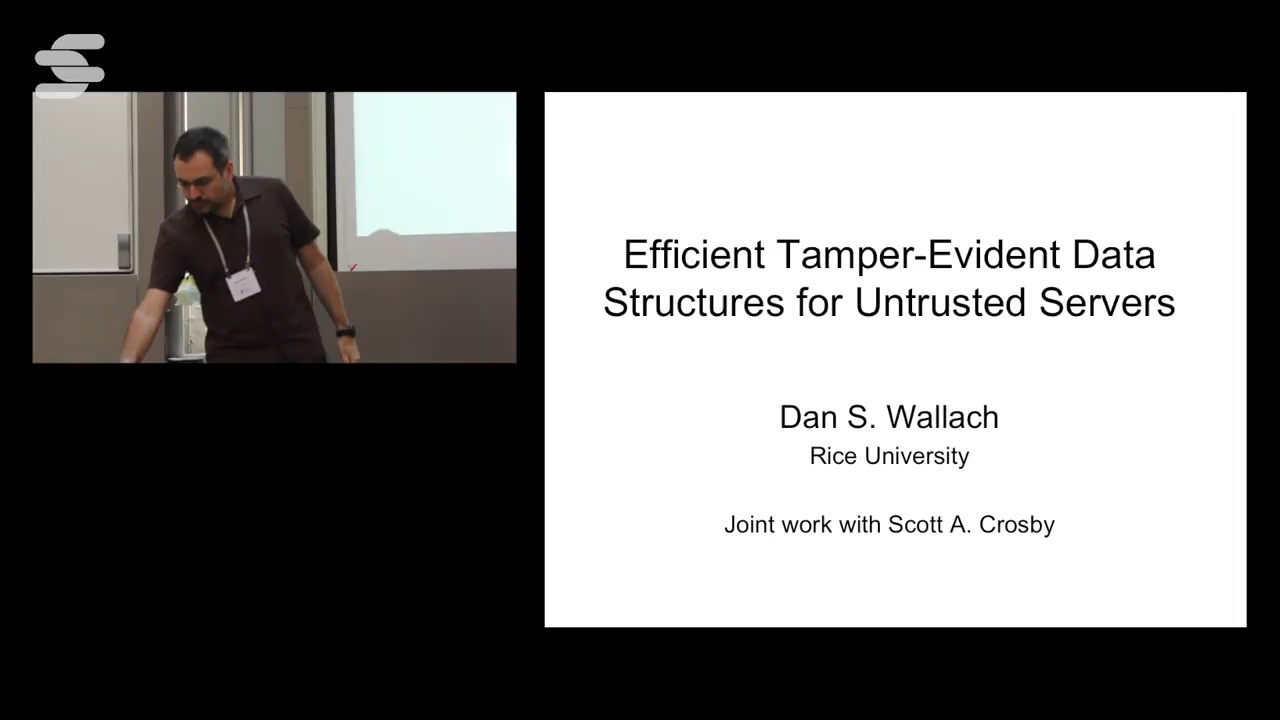 Efficient Tamper-Evident Data
Structures for Untrusted Servers
Dan S. Wallach
Rice University
Joint work with Scott A. Crosby